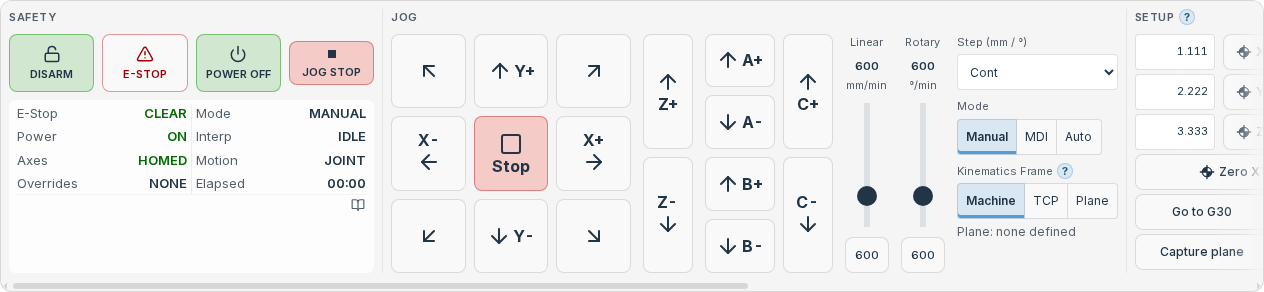 SAFETY
DISARM
E-STOP
POWER OFF
JOG STOP
E-Stop CLEAR Mode MANUAL
Power ON Interp IDLE
Axes HOMED Motion JOINT
Overrides NONE Elapsed 00:00
JOG
Y+
X-
Stop
X+
Y-
Z+
Z-
A+
A-
B+
B-
C+
C-
Linear Rotary
600 600
mm/min °/min
600 600
Step (mm / °)
Cont
Mode
Manual MDI Auto
Kinematics Frame ?
Machine TCP Plane
Plane: none defined
SETUP ?
1.111 X
2.222 Y
3.333 Z
Zero X
Go to G30
Capture plane